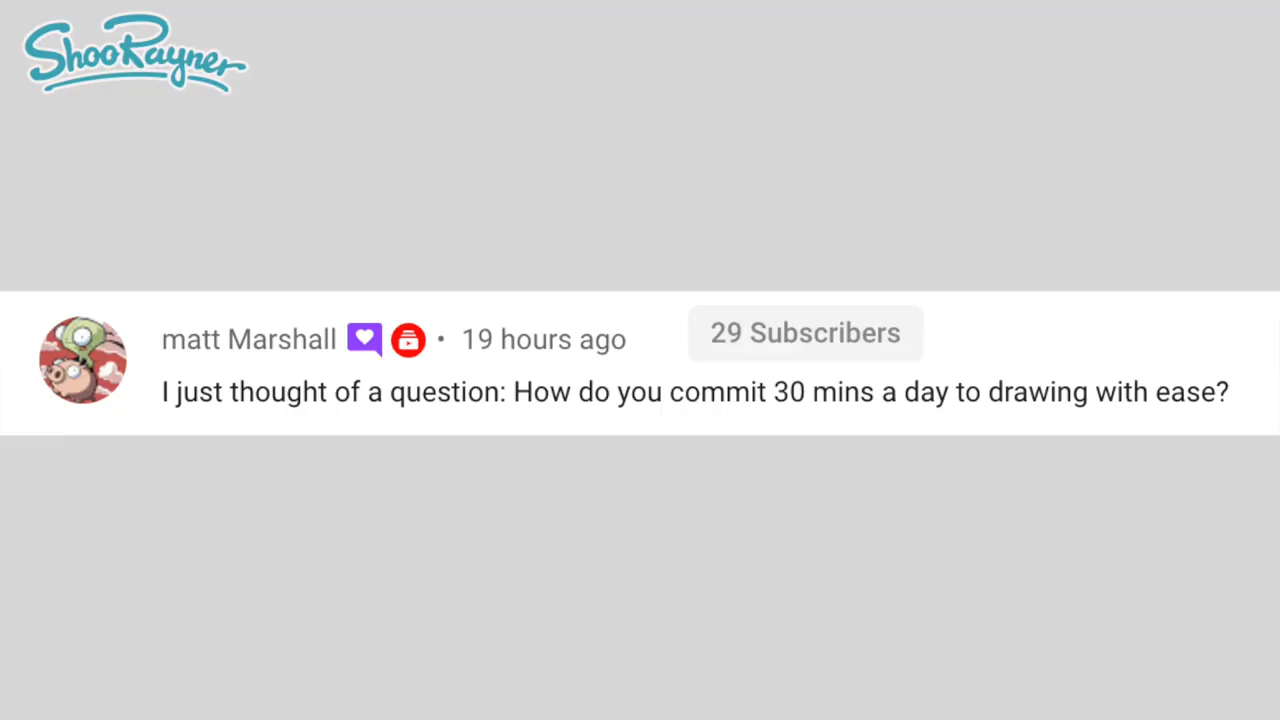 ShooRayner
matt Marshall • 19 hours ago 29 Subscribers
I just thought of a question: How do you commit 30 mins a day to drawing with ease?